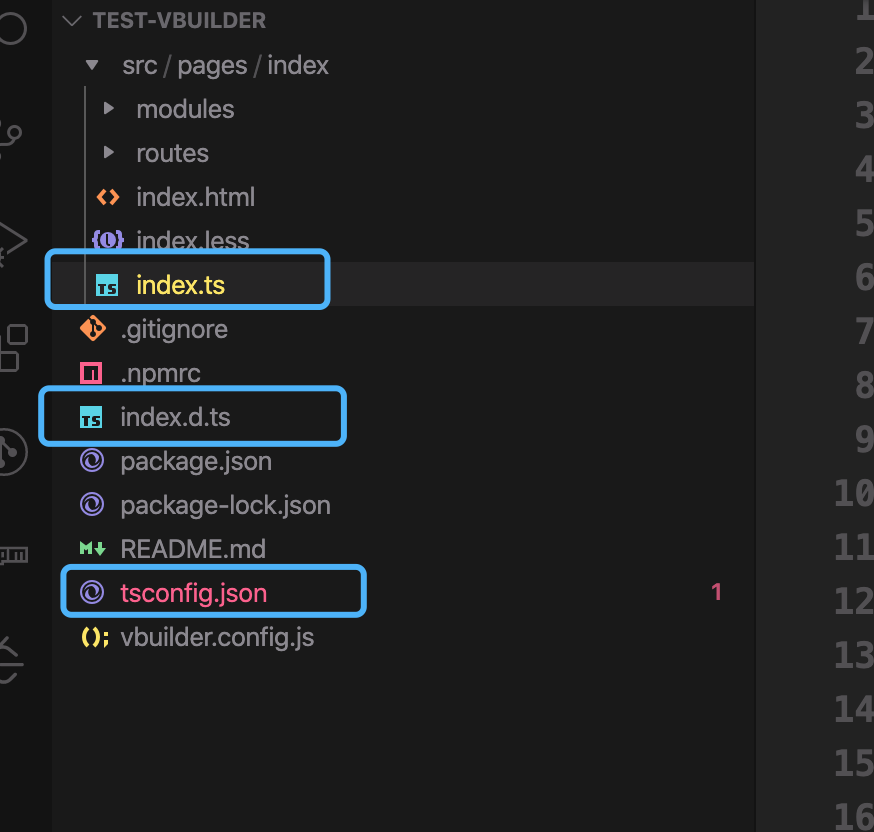 TEST-VBUILDER
src / pages / index
modules
routes
index.html
index.less
TS index.ts
.gitignore
.npmrc
TS index.d.ts
package.json
package-lock.json
README.md
tsconfig.json 1
vbuilder.config.js
1
2
3
4
5
6
7
8
9
10
11
12
13
14
15
16